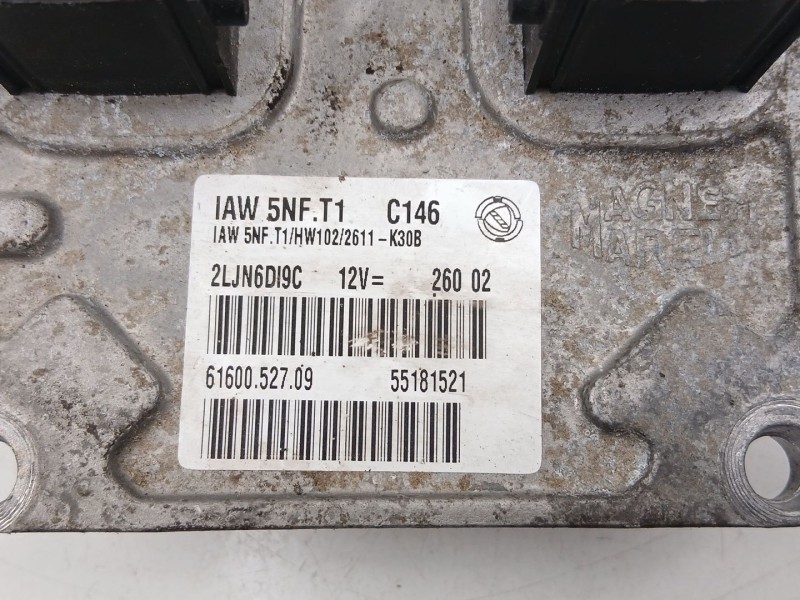 IAW 5NF.T1 C146
IAW 5NF.T1/HW102/2611-K30B
2LJN6DI9C 12V= 260 02
61600.527.09 55181521